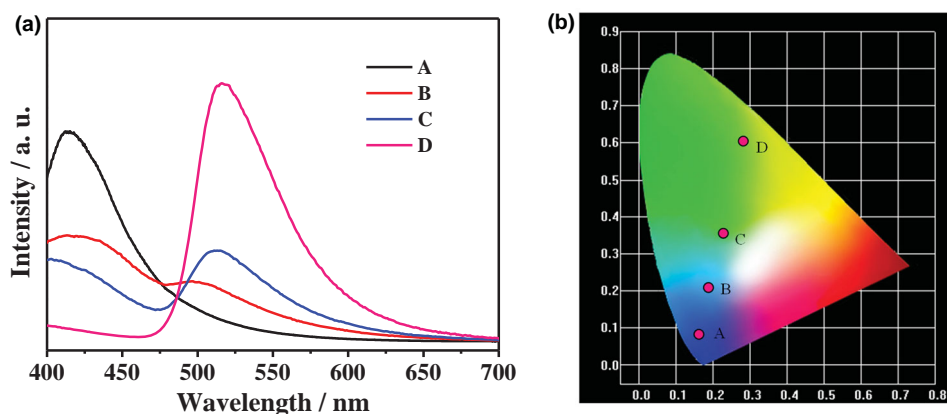 (a)
A
B
C
D
Intensity / a. u.
400 450 500 550 600 650 700
Wavelength / nm
(b)
0.9
0.8
0.7
0.6
0.5
0.4
0.3
0.2
0.1
0.0
D
C
B
A
0.0 0.1 0.2 0.3 0.4 0.5 0.6 0.7 0.8